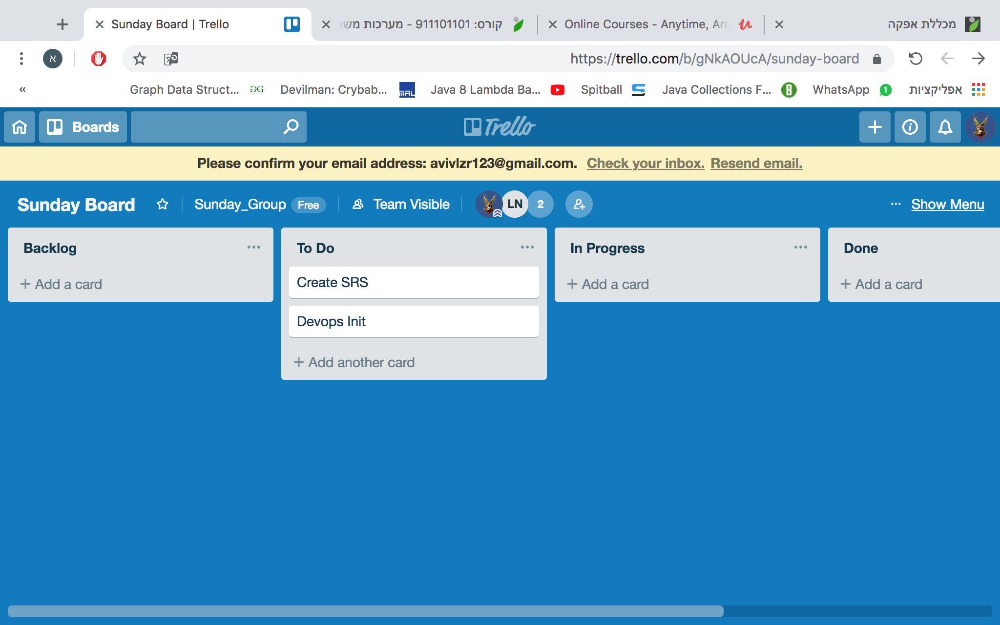 Sunday Board | Trello
קורס: 911101101 - מערכות
Online Courses - Anytime,
מכללת אפקה
א
https://trello.com/b/gNkAOUcA/sunday-board
«
Graph Data Struct...
Devilman: Crybab...
MAL
Java 8 Lambda Ba...
Spitball
Java Collections F...
B
WhatsApp
1
אפליקציות
Boards
Trello
Please confirm your email address: avivlzr123@gmail.com. Check your inbox. Resend email.
Sunday Board
Sunday_Group Free
Team Visible
LN
2
... Show Menu
Backlog ...
+ Add a card
To Do ...
Create SRS
Devops Init
+ Add another card
In Progress ...
+ Add a card
Done
+ Add a card